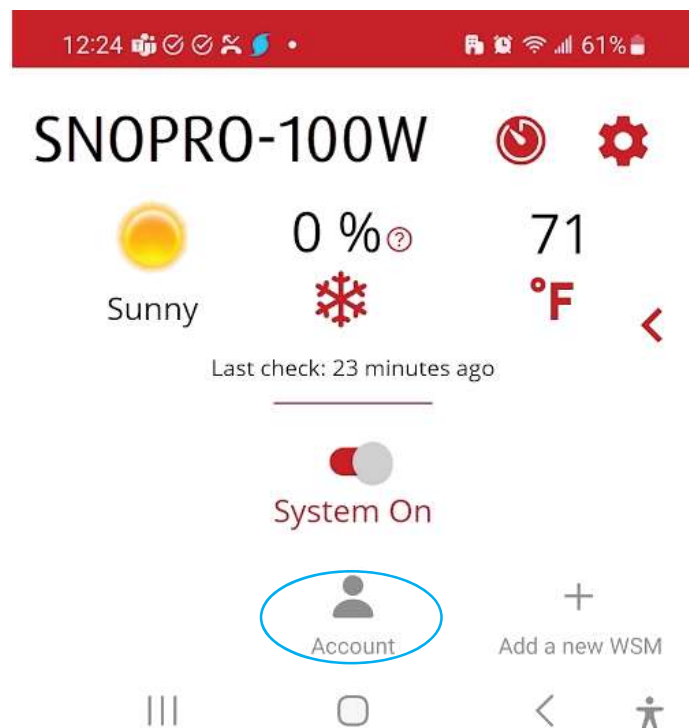 12:24 61%
SNOPRO-100W
0 % ? 71
Sunny °F
Last check: 23 minutes ago
System On
Account Add a new WSM